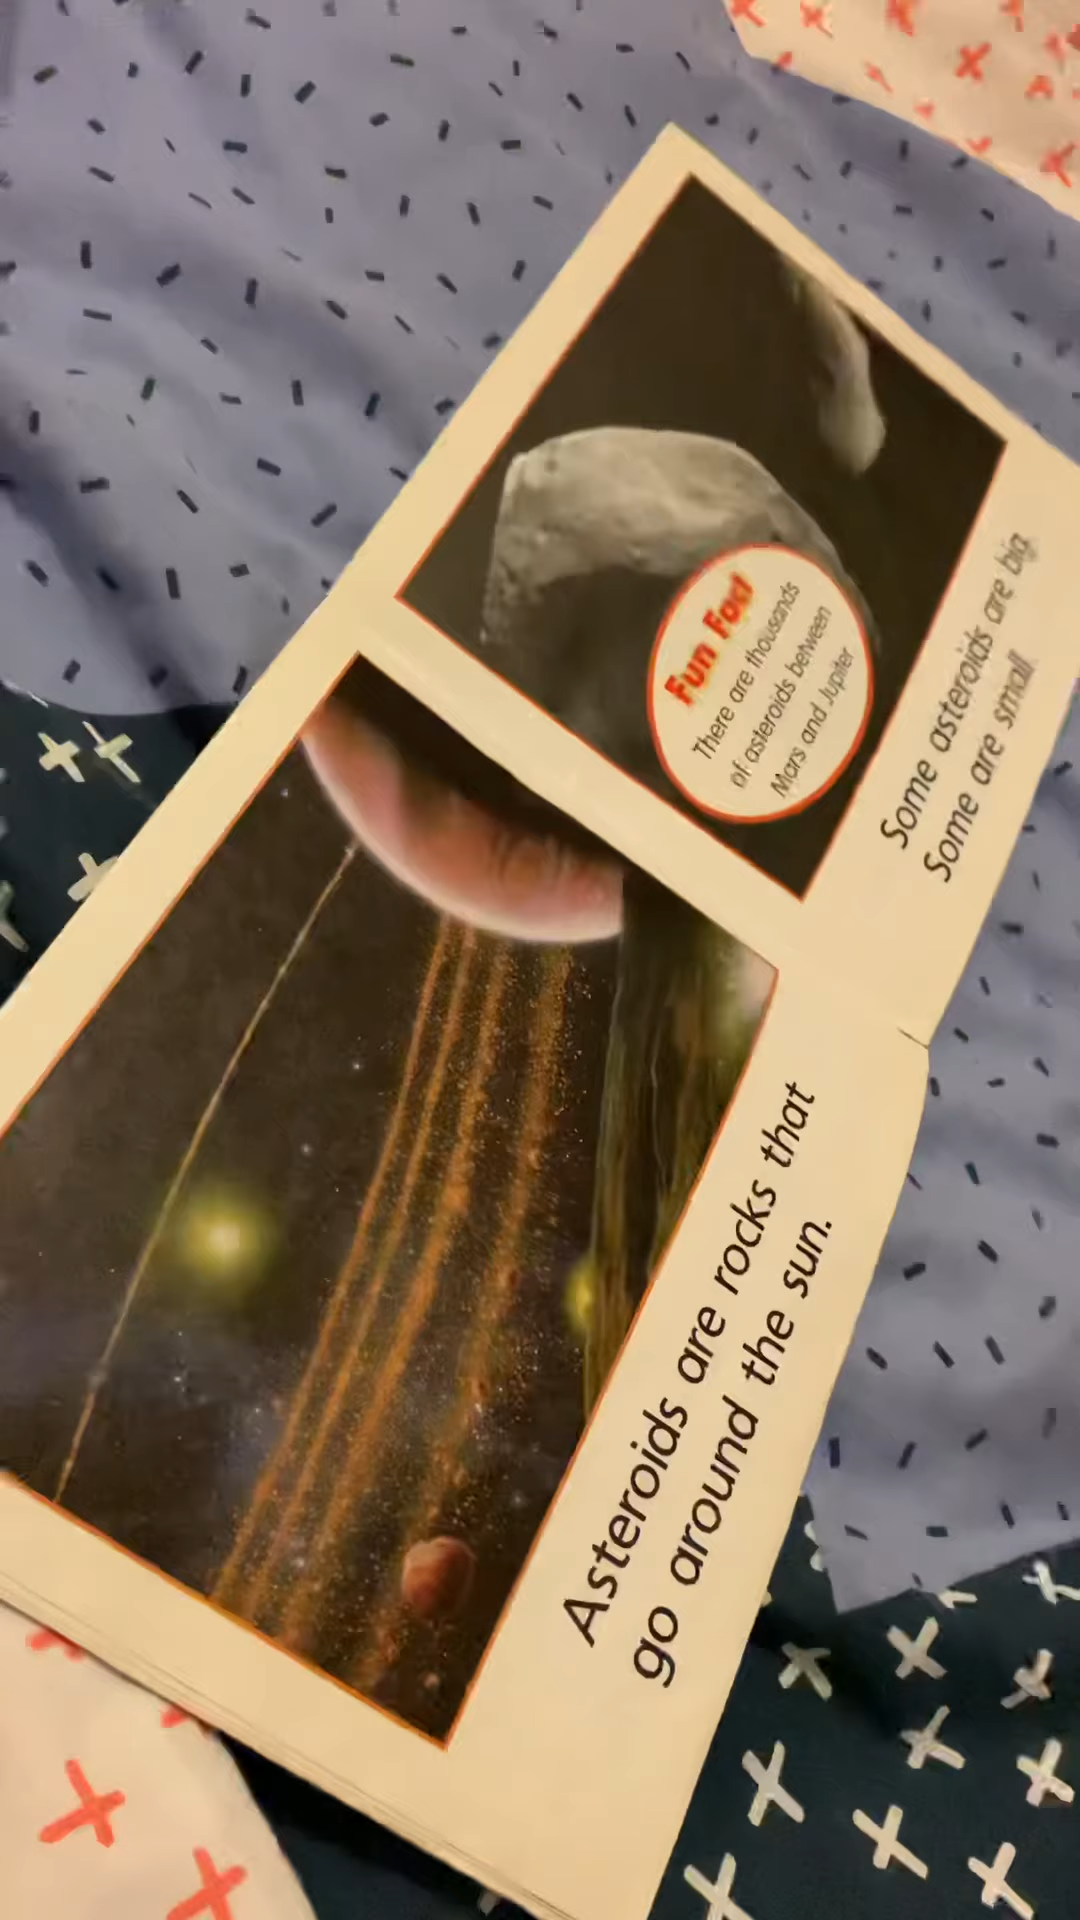 Asteroids are rocks that
go around the sun.
Fun Fact
There are thousands
of asteroids between
Mars and Jupiter
Some asteroids are big.
Some are small.